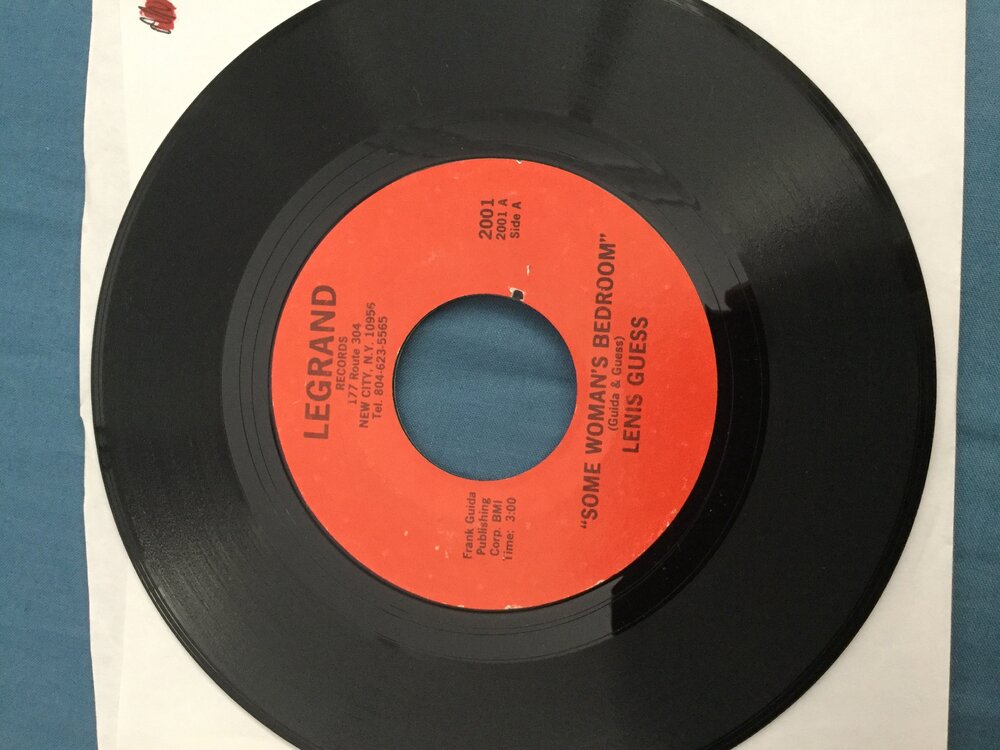 LEGRAND
RECORDS
177 Route 304
NEW CITY, N.Y. 10956
Tel. 804-623-5565
Frank Guida
Publishing
Corp. BMI
Time: 3:00
2001
2001 A
Side A
"SOME WOMAN'S BEDROOM"
(Guida & Guess)
LENIS GUESS